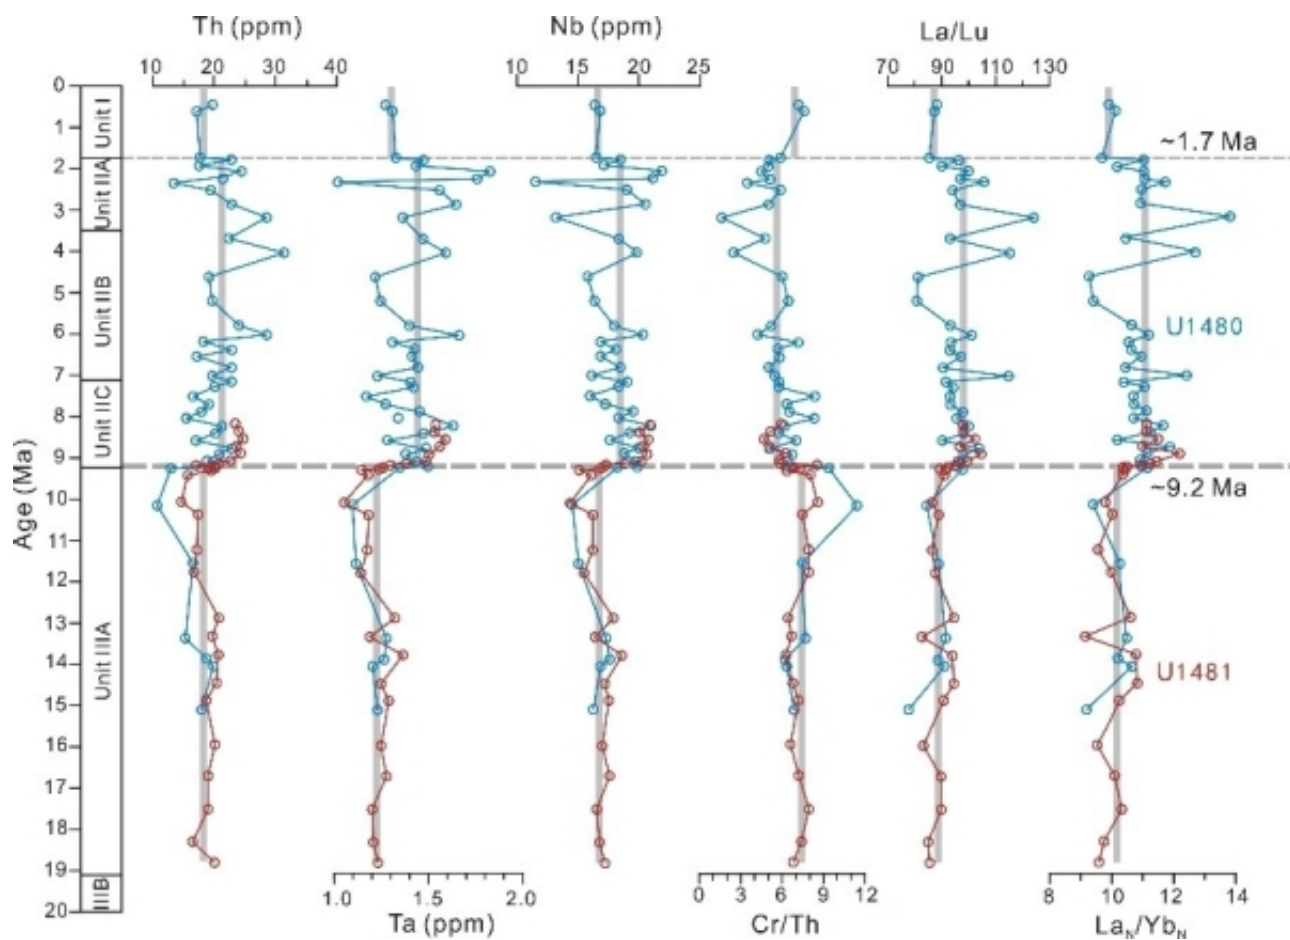 Th (ppm)
Nb (ppm)
La/Lu
10 20 30 40
10 15 20 25
70 90 110 130
0
1
2
3
4
5
6
7
8
9
10
11
12
13
14
15
16
17
18
19
20
Age (Ma)
Unit I
Unit IIA
Unit IIB
Unit IIC
Unit IIIA
IIIB
~1.7 Ma
U1480
~9.2 Ma
U1481
1.0 1.5 2.0
0 3 6 9 12
8 10 12 14
Ta (ppm)
Cr/Th
LaN/YbN